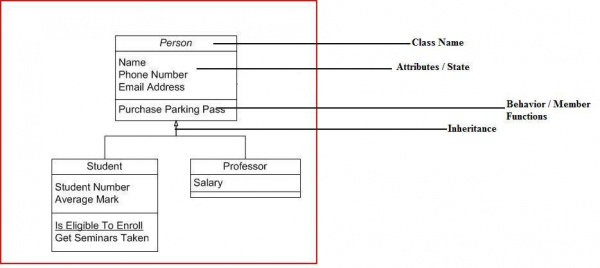 Person
Class Name
Name
Phone Number
Email Address
Attributes / State
Purchase Parking Pass
Behavior / Member
Functions
Inheritance
Student
Student Number
Average Mark
Is Eligible To Enroll
Get Seminars Taken
Professor
Salary